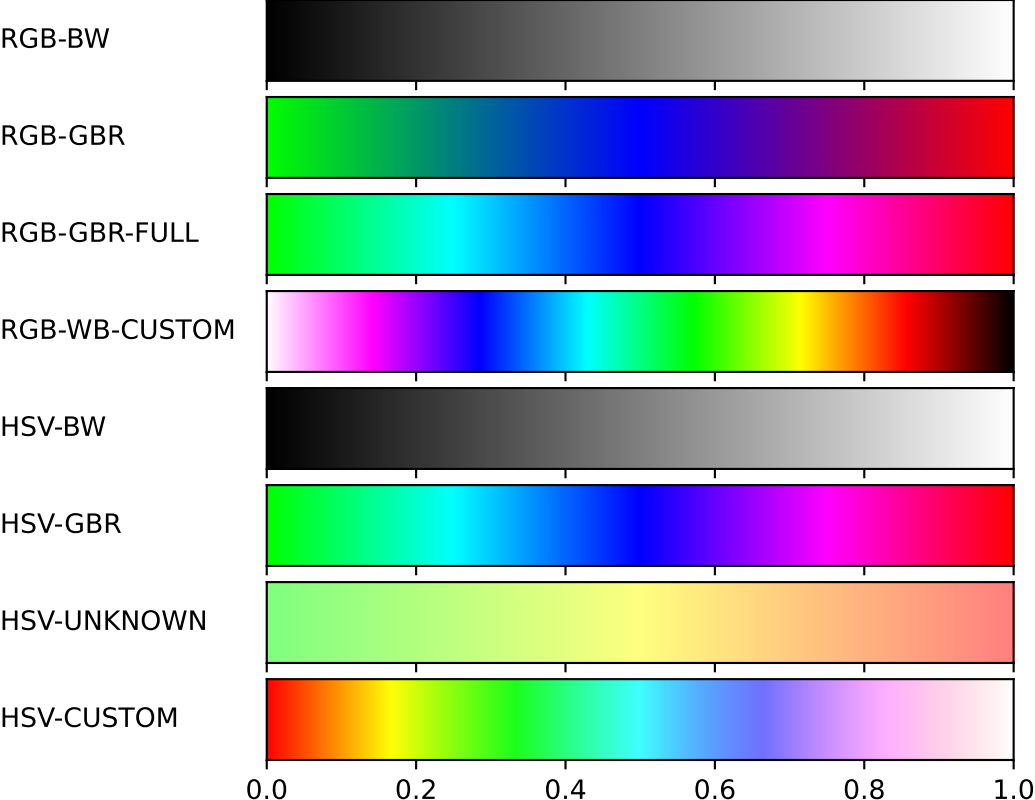 RGB-BW
RGB-GBR
RGB-GBR-FULL
RGB-WB-CUSTOM
HSV-BW
HSV-GBR
HSV-UNKNOWN
HSV-CUSTOM
0.0 0.2 0.4 0.6 0.8 1.0